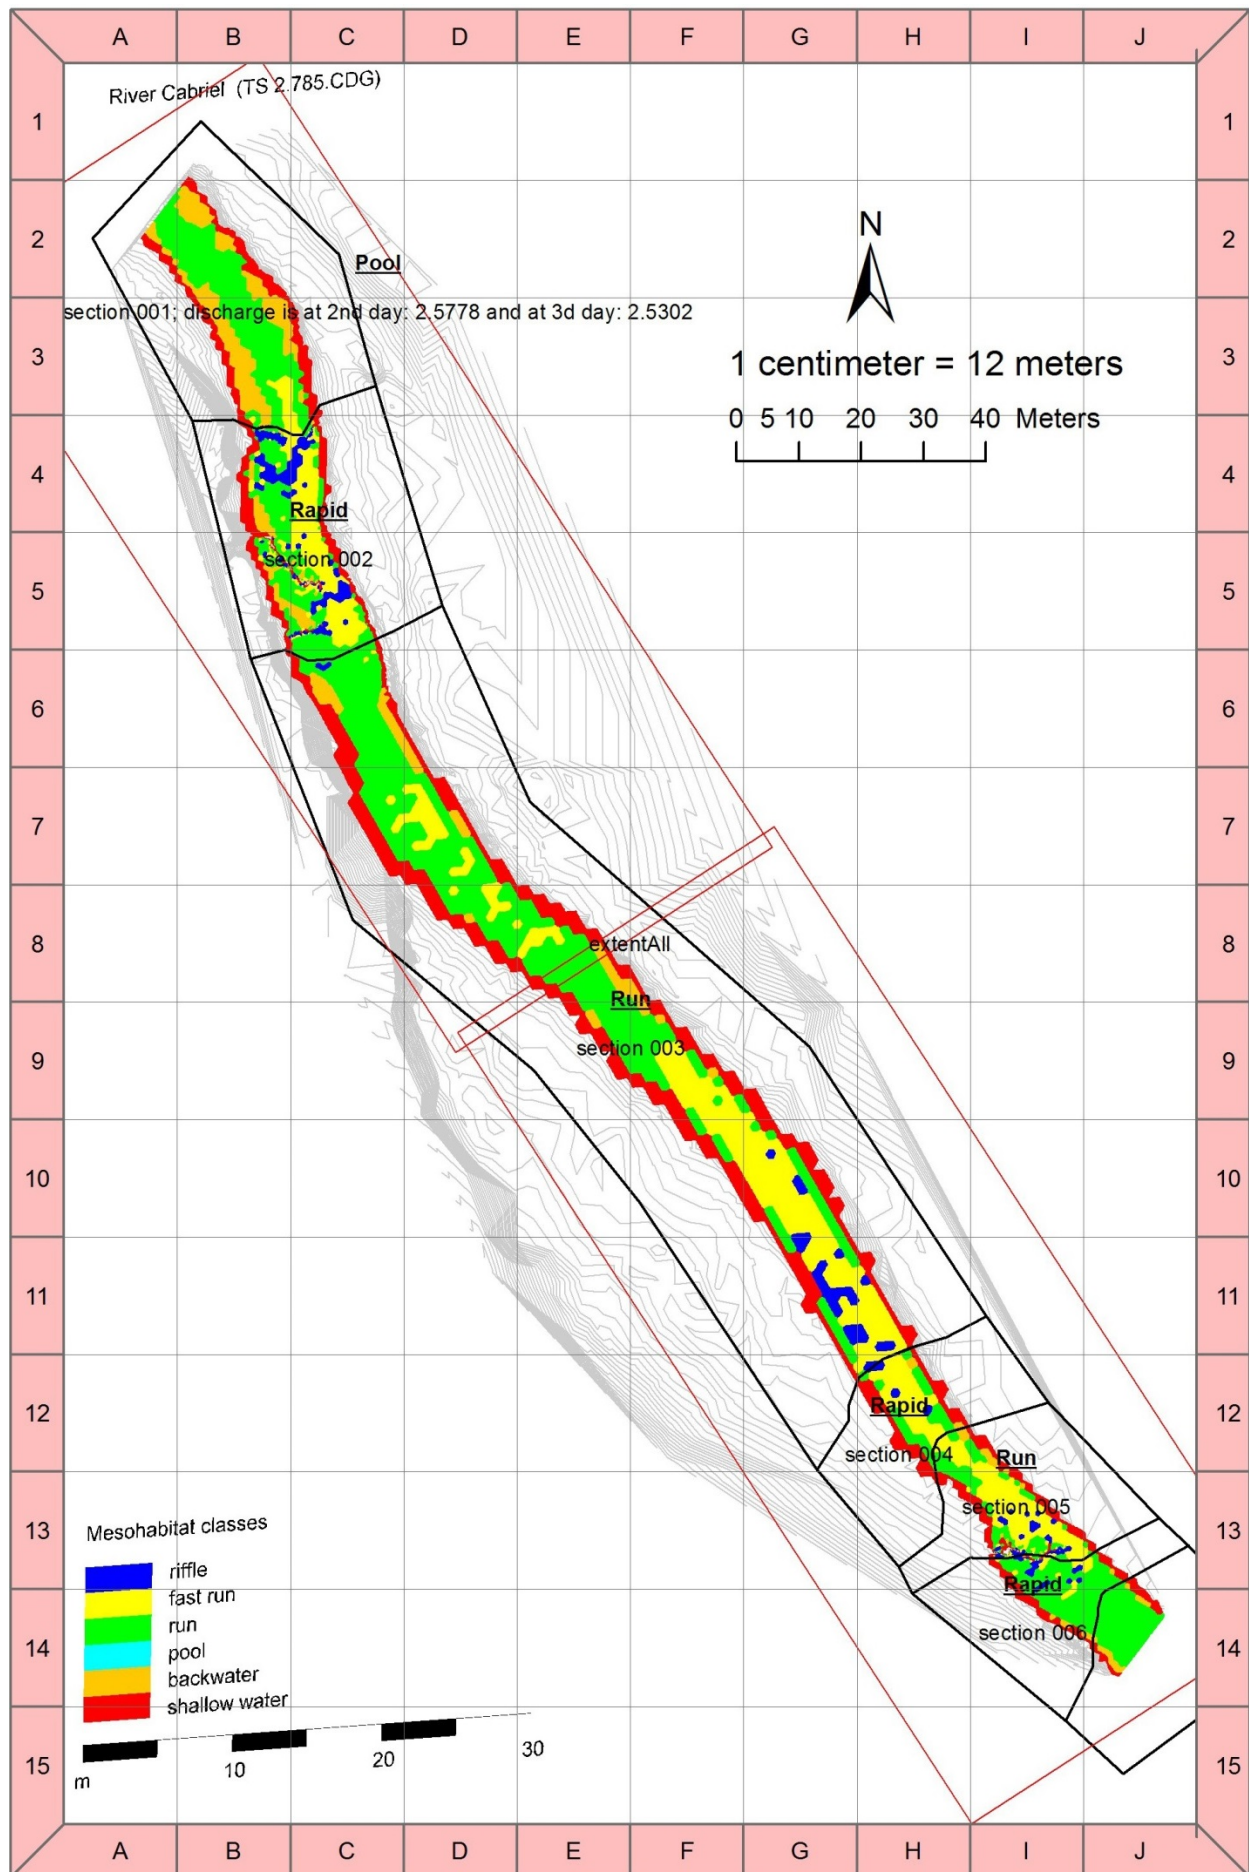 A B C D E F G H I J
River Cabriel (TS 2.785.CDG)
1 1
2 N 2
Pool
section 001; discharge is at 2nd day: 2.5778 and at 3d day: 2.5302
3 3
1 centimeter = 12 meters
0 5 10 20 30 40 Meters
4 4
Rapid
section 002
5 5
6 6
7 7
8 8
extentAll
Run
section 003
9 9
10 10
11 11
12 12
Rapid
section 004
Run
section 005
13 13
Rapid
section 006
Mesohabitat classes
riffle
fast run
run
pool
backwater
shallow water
14 14
m 10 20 30
15 15
A B C D E F G H I J